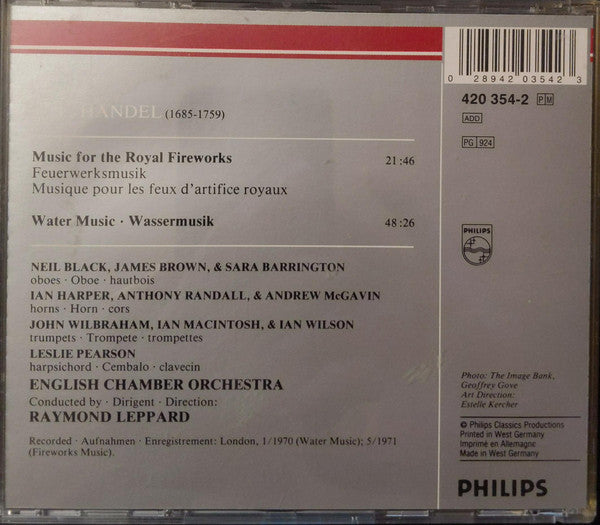 HANDEL (1685-1759)
Music for the Royal Fireworks 21:46
Feuerwerksmusik
Musique pour les feux d'artifice royaux
Water Music · Wassermusik 48:26
NEIL BLACK, JAMES BROWN, & SARA BARRINGTON
oboes · Oboe · hautbois
IAN HARPER, ANTHONY RANDALL, & ANDREW McGAVIN
horns · Horn · cors
JOHN WILBRAHAM, IAN MACINTOSH, & IAN WILSON
trumpets · Trompete · trompettes
LESLIE PEARSON
harpsichord · Cembalo · clavecin
ENGLISH CHAMBER ORCHESTRA
Conducted by · Dirigent · Direction:
RAYMOND LEPPARD
Recorded · Aufnahmen · Enregistrement: London, 1/1970 (Water Music); 5/1971
(Fireworks Music).
0 28942 03542 3
420 354-2 PM
ADD
PG 924
PHILIPS
Photo: The Image Bank,
Geoffrey Gove
Art Direction:
Estelle Kercher
℗ Philips Classics Productions
Printed in West Germany
Imprimé en Allemagne
Made in West Germany
PHILIPS